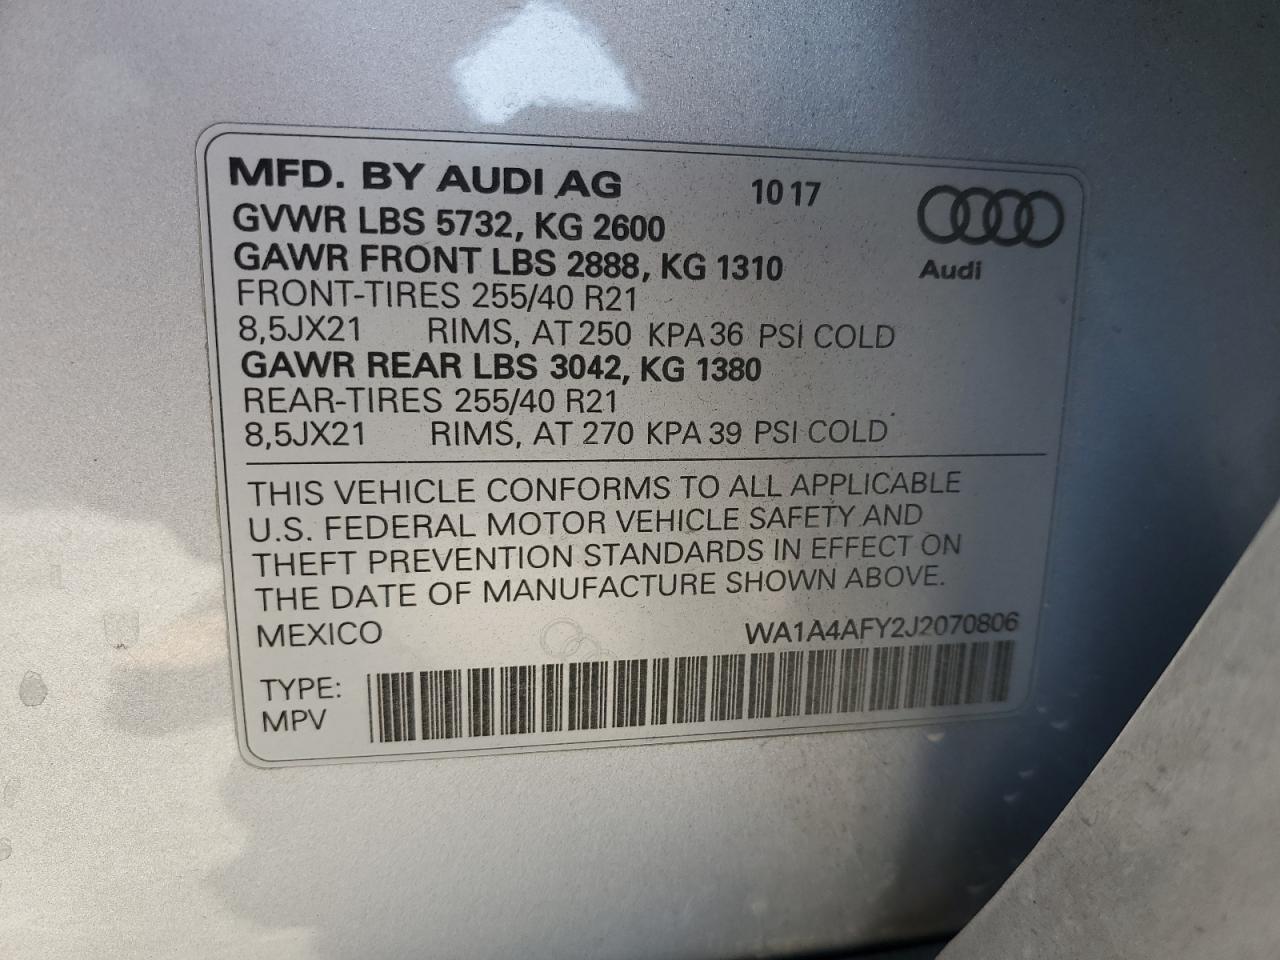 MFD. BY AUDI AG 10 17
GVWR LBS 5732, KG 2600
GAWR FRONT LBS 2888, KG 1310
Audi
FRONT-TIRES 255/40 R21
8,5JX21 RIMS, AT 250 KPA 36 PSI COLD
GAWR REAR LBS 3042, KG 1380
REAR-TIRES 255/40 R21
8,5JX21 RIMS, AT 270 KPA 39 PSI COLD
THIS VEHICLE CONFORMS TO ALL APPLICABLE
U.S. FEDERAL MOTOR VEHICLE SAFETY AND
THEFT PREVENTION STANDARDS IN EFFECT ON
THE DATE OF MANUFACTURE SHOWN ABOVE.
MEXICO WA1A4AFY2J2070806
TYPE:
MPV